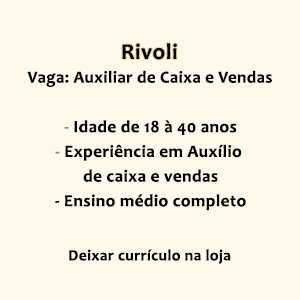 Rivoli
Vaga: Auxiliar de Caixa e Vendas
- Idade de 18 à 40 anos
- Experiência em Auxílio
de caixa e vendas
- Ensino médio completo
Deixar currículo na loja